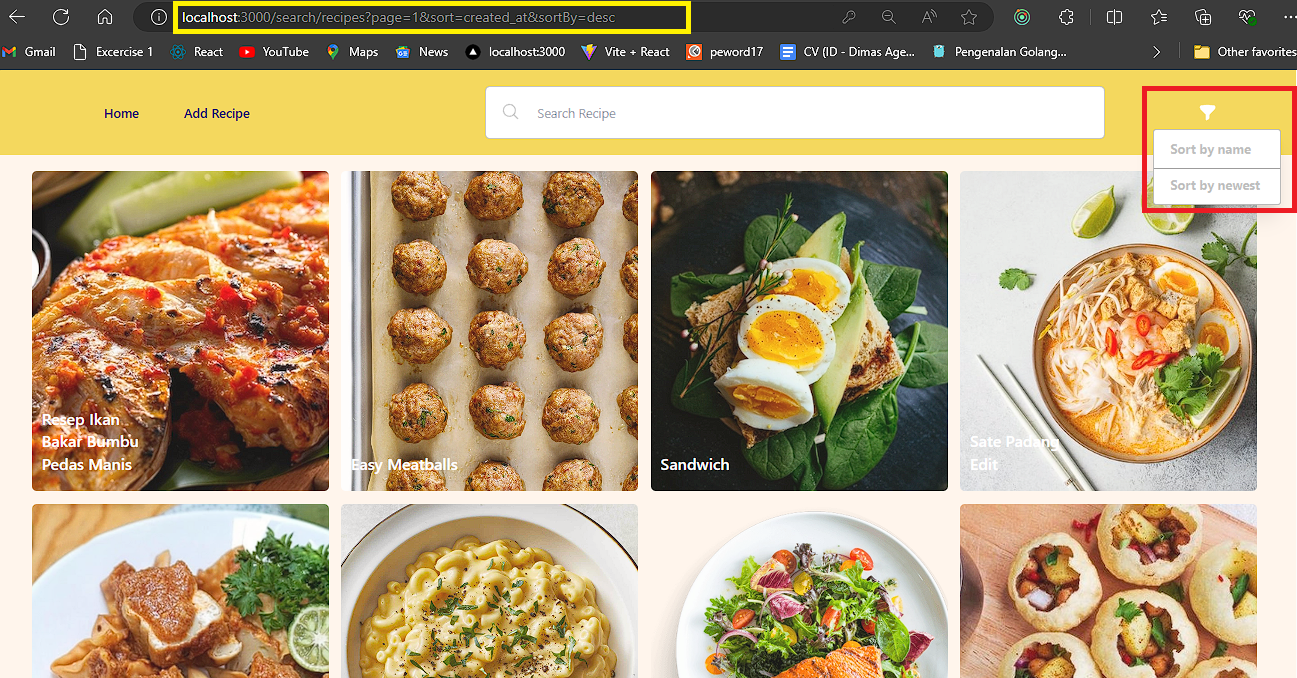 localhost:3000/search/recipes?page=1&sort=created_at&sortBy=desc
Gmail
Excercise 1
React
YouTube
Maps
News
localhost:3000
Vite + React
peword17
CV (ID - Dimas Age...
Pengenalan Golang,...
Other favorites
Home
Add Recipe
Search Recipe
Sort by name
Sort by newest
Resep Ikan
Bakar Bumbu
Pedas Manis
Easy Meatballs
Sandwich
Sate Padang
Edit